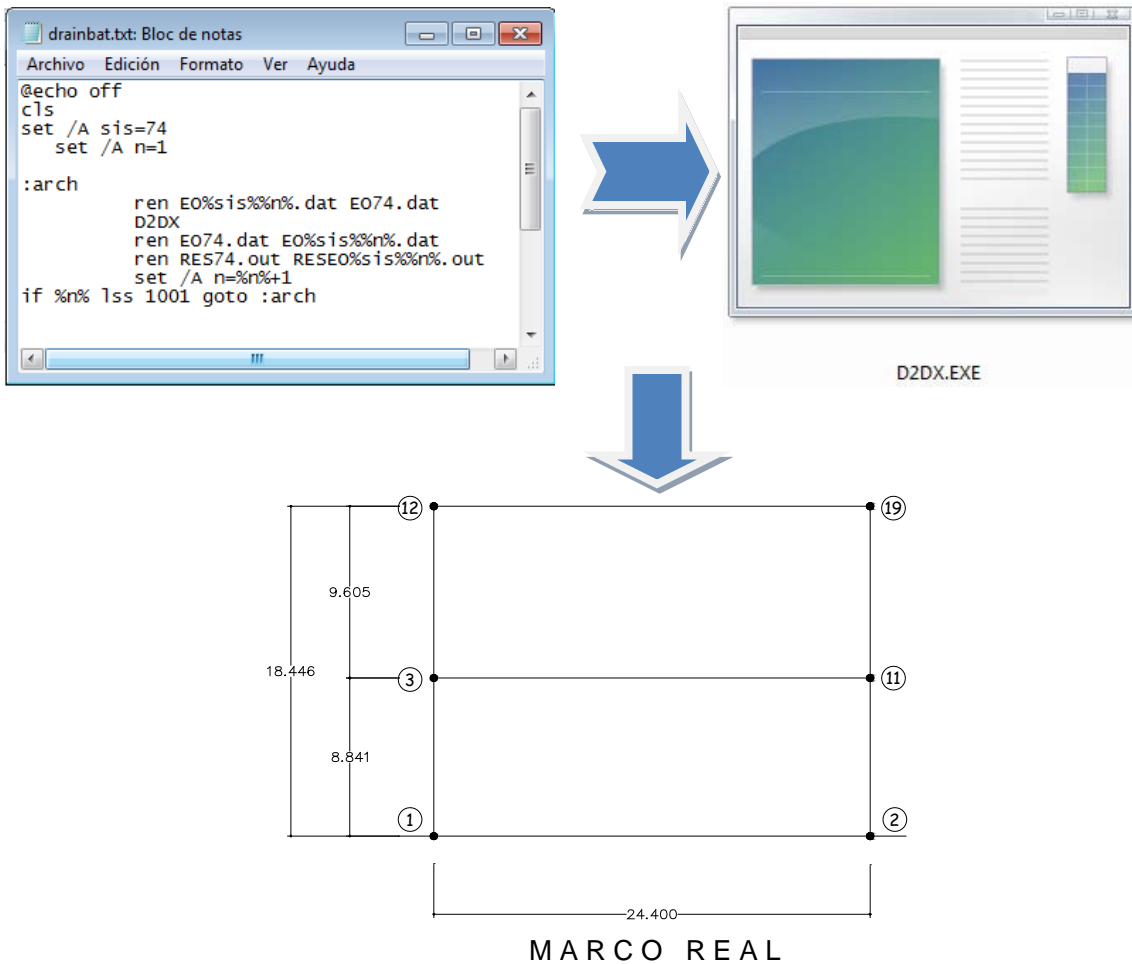 drainbat.txt: Bloc de notas
Archivo Edición Formato Ver Ayuda
@echo off
cls
set /A sis=74
set /A n=1
:arch
ren EO%sis%%n%.dat EO74.dat
D2DX
ren EO74.dat EO%sis%%n%.dat
ren RES74.out RESEO%sis%%n%.out
set /A n=%n%+1
if %n% lss 1001 goto :arch
D2DX.EXE
12
19
9.605
18.446
3
11
8.841
1
2
24.400
MARCO REAL